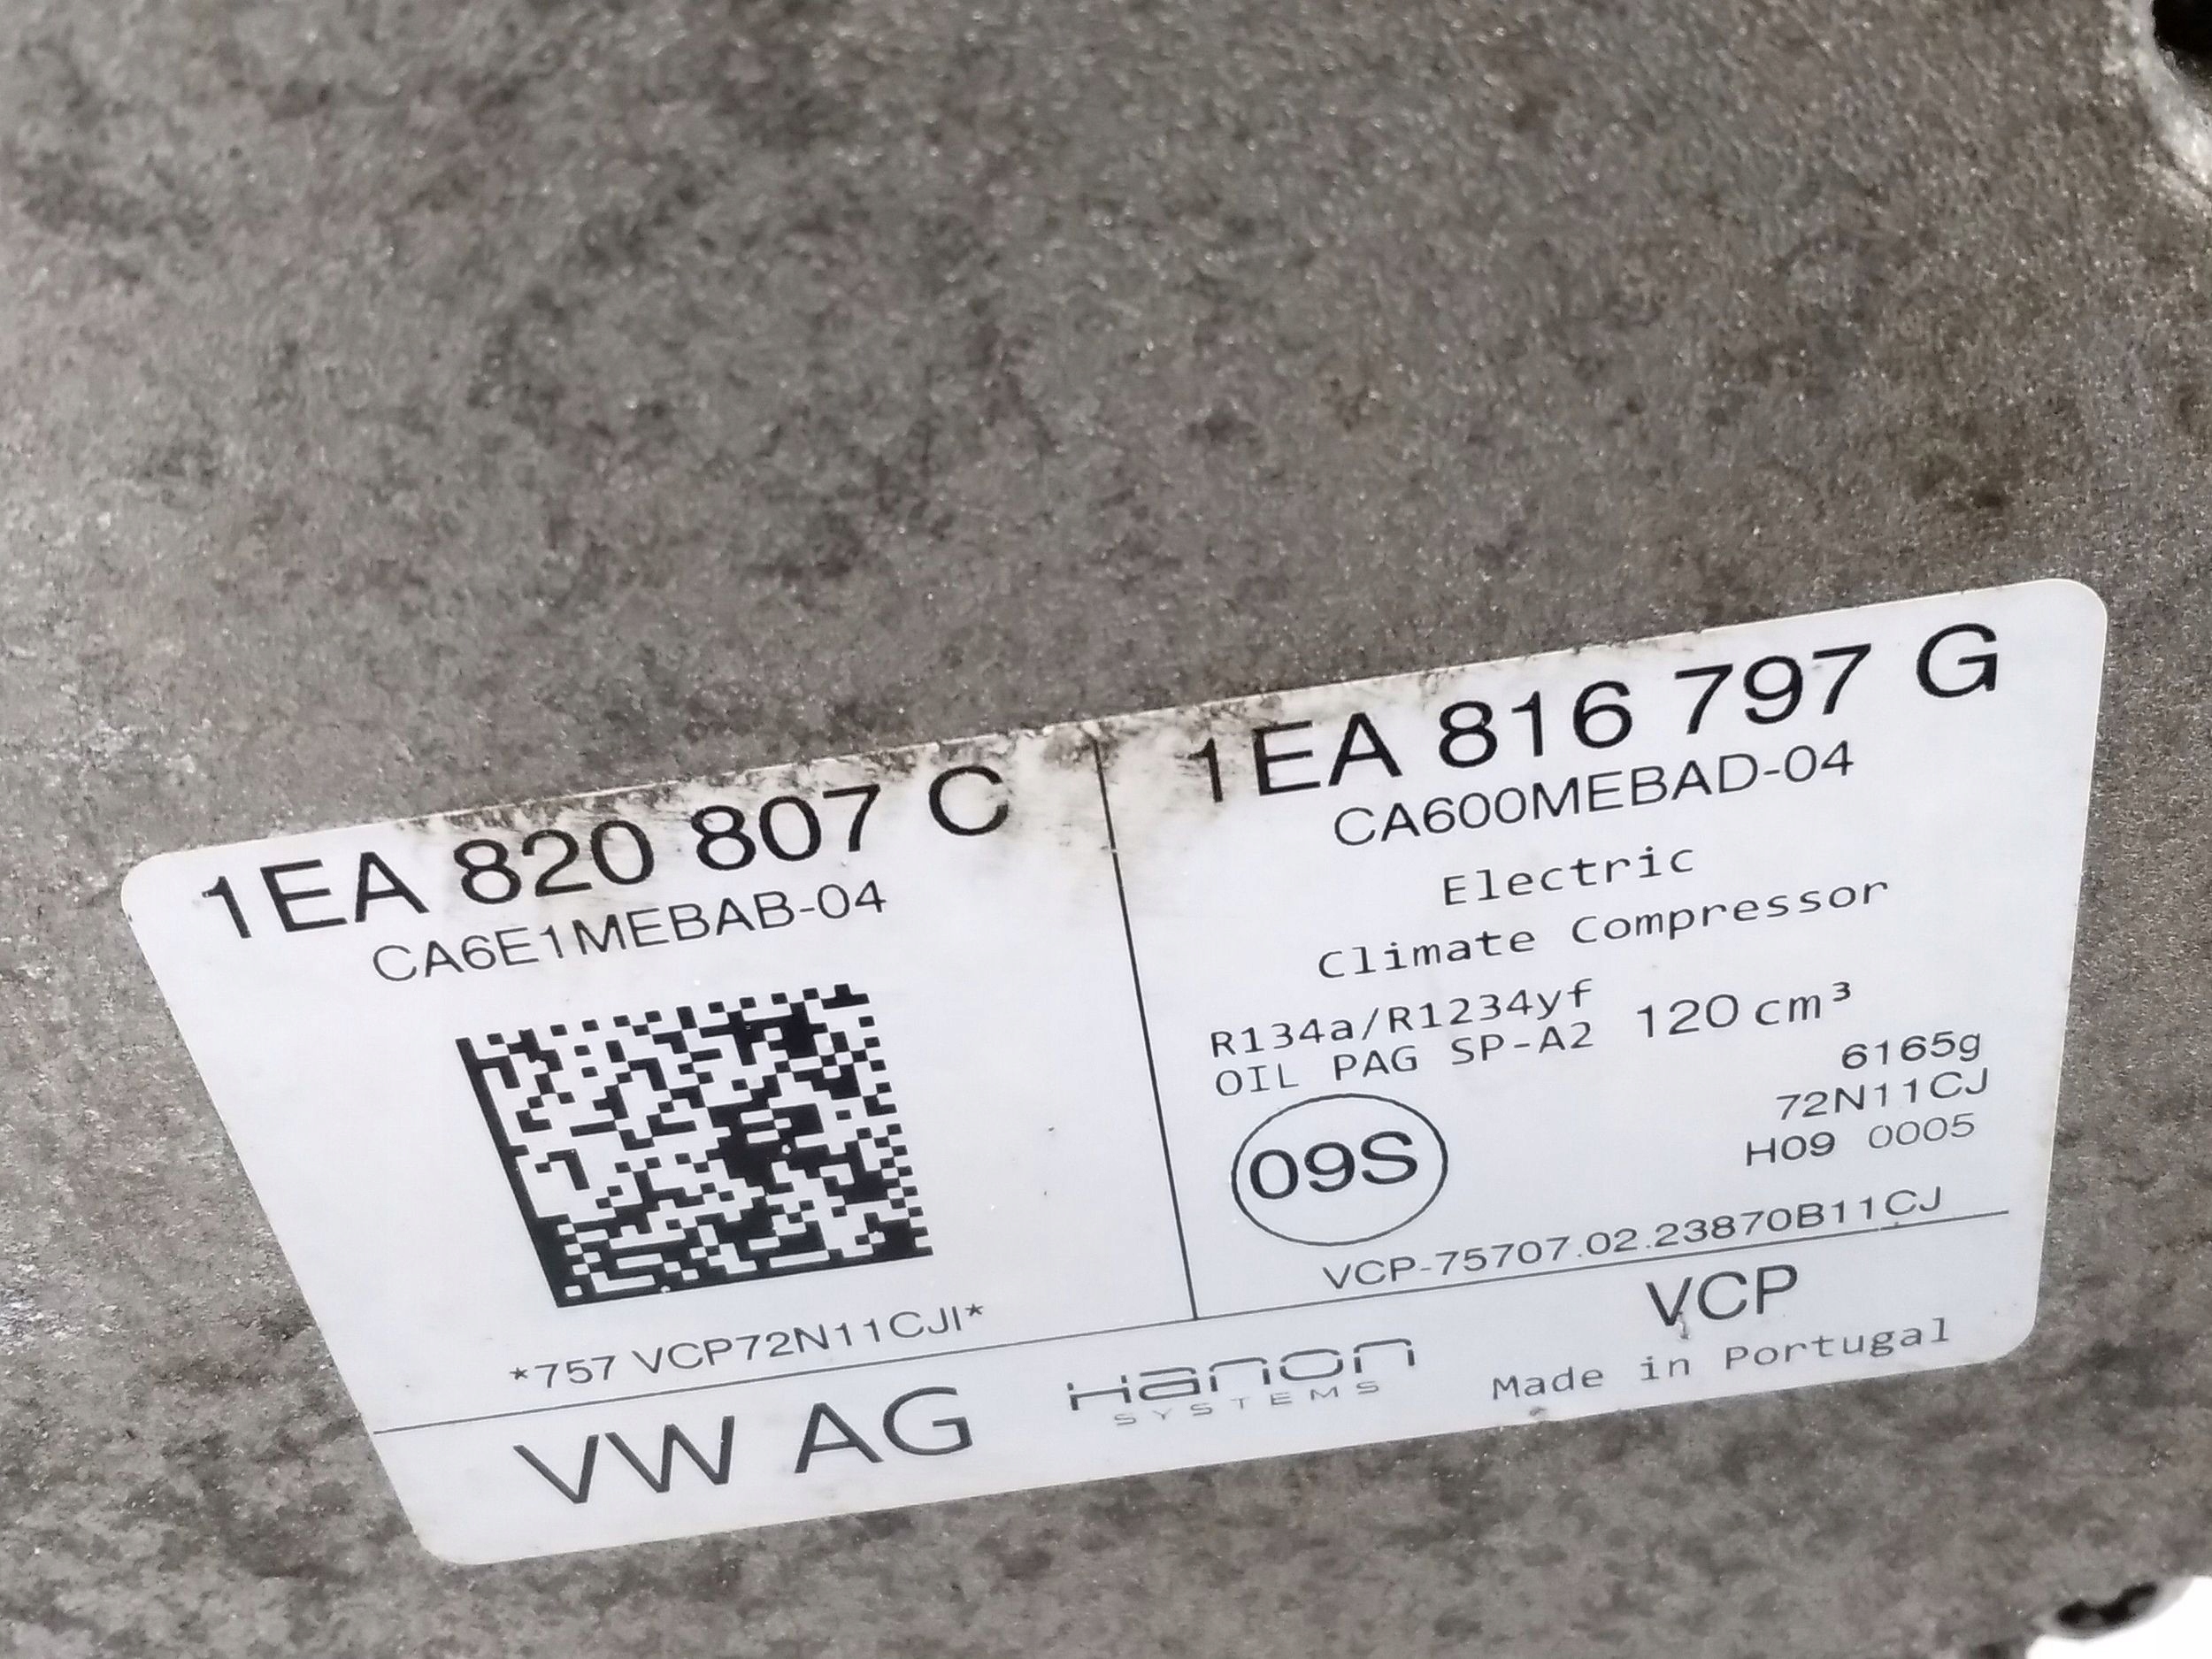 1EA 820 807 C
CA6E1MEBAB-04
*757 VCP72N11CJI*
1EA 816 797 G
CA600MEBAD-04
Electric
Climate Compressor
R134a/R1234yf
OIL PAG SP-A2 120 cm³
6165g
72N11CJ
H09 0005
09S
VCP-75707.02.23870B11CJ
VW AG
Hanon
SYSTEMS
VCP
Made in Portugal